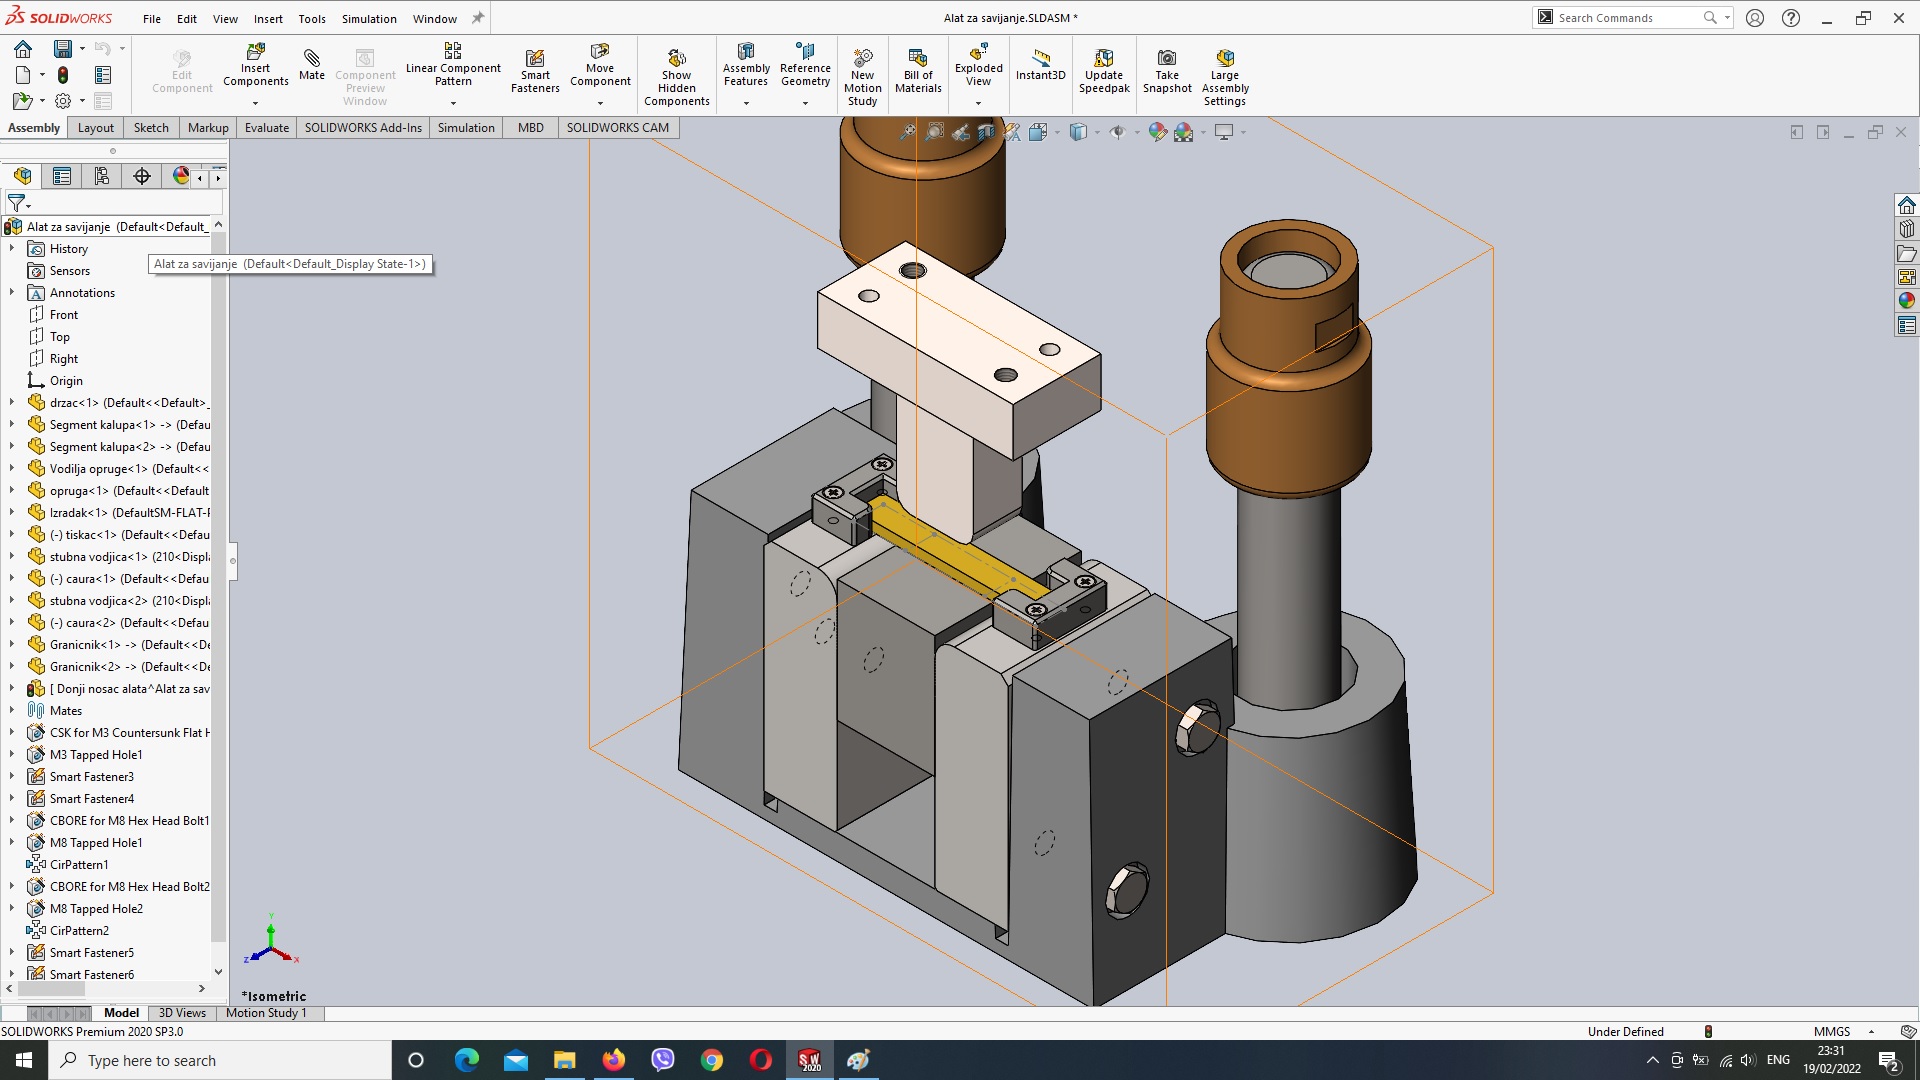 SOLIDWORKS File Edit View Insert Tools Simulation Window Alat za savijanje.SLDASM * Search Commands
Edit Component
Insert Components
Mate
Component Preview Window
Linear Component Pattern
Smart Fasteners
Move Component
Show Hidden Components
Assembly Features
Reference Geometry
New Motion Study
Bill of Materials
Exploded View
Instant3D
Update Speedpak
Take Snapshot
Large Assembly Settings
Assembly Layout Sketch Markup Evaluate SOLIDWORKS Add-Ins Simulation MBD SOLIDWORKS CAM
Alat za savijanje (Default<Default_
History
Alat za savijanje (Default<Default_Display State-1>)
Sensors
Annotations
Front
Top
Right
Origin
drzac<1> (Default<<Default>_
Segment kalupa<1> -> (Defau
Segment kalupa<2> -> (Defau
Vodilja opruge<1> (Default<<
opruga<1> (Default<<Default
Izradak<1> (DefaultSM-FLAT-F
(-) tiskac<1> (Default<<Defau
stubna vodjica<1> (210<Displa
(-) caura<1> (Default<<Defau
stubna vodjica<2> (210<Displa
(-) caura<2> (Default<<Defau
Granicnik<1> -> (Default<<De
Granicnik<2> -> (Default<<De
[ Donji nosac alata^Alat za sav
Mates
CSK for M3 Countersunk Flat H
M3 Tapped Hole1
Smart Fastener3
Smart Fastener4
CBORE for M8 Hex Head Bolt1
M8 Tapped Hole1
CirPattern1
CBORE for M8 Hex Head Bolt2
M8 Tapped Hole2
CirPattern2
Smart Fastener5
Smart Fastener6
Y
Z X
*Isometric
Model 3D Views Motion Study 1
SOLIDWORKS Premium 2020 SP3.0 Under Defined MMGS
Type here to search
SW 2020
ENG
23:31
19/02/2022
2